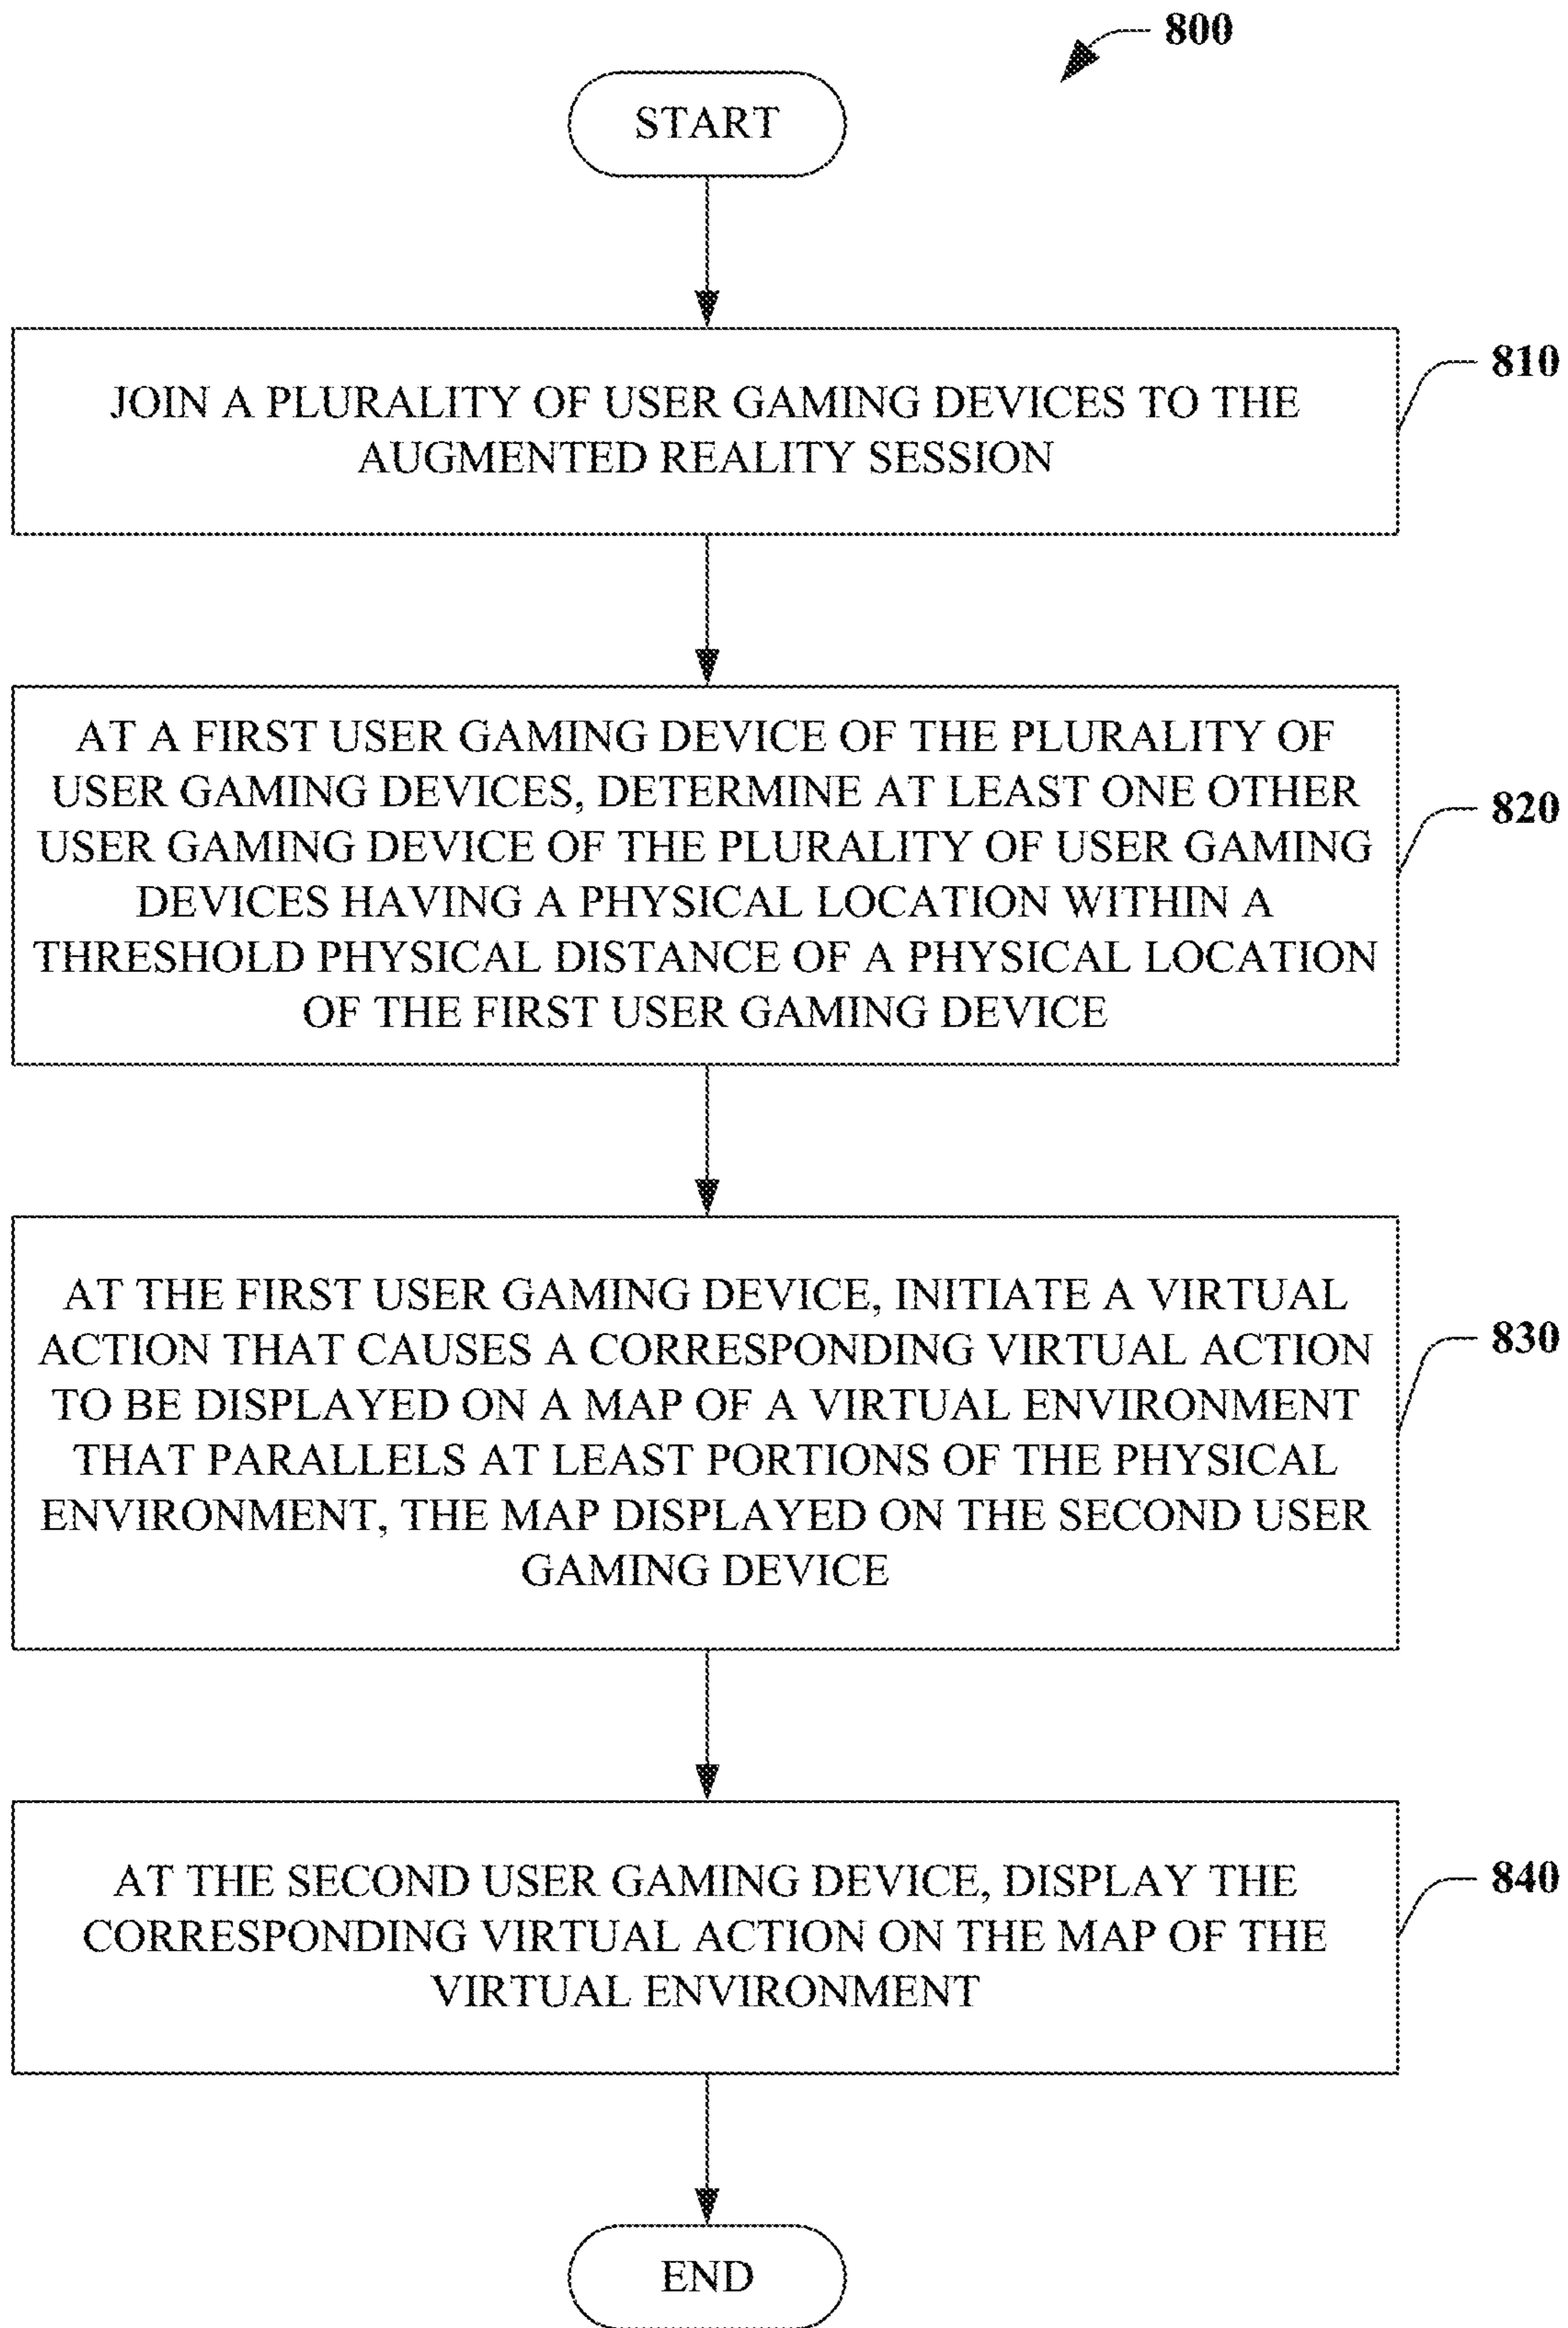 800
START
810
JOIN A PLURALITY OF USER GAMING DEVICES TO THE
AUGMENTED REALITY SESSION
AT A FIRST USER GAMING DEVICE OF THE PLURALITY OF
USER GAMING DEVICES, DETERMINE AT LEAST ONE OTHER
820
USER GAMING DEVICE OF THE PLURALITY OF USER GAMING
DEVICES HAVING A PHYSICAL LOCATION WITHIN A
THRESHOLD PHYSICAL DISTANCE OF A PHYSICAL LOCATION
OF THE FIRST USER GAMING DEVICE
AT THE FIRST USER GAMING DEVICE, INITIATE A VIRTUAL
830
ACTION THAT CAUSES A CORRESPONDING VIRTUAL ACTION
TO BE DISPLAYED ON A MAP OF A VIRTUAL ENVIRONMENT
THAT PARALLELS AT LEAST PORTIONS OF THE PHYSICAL
ENVIRONMENT, THE MAP DISPLAYED ON THE SECOND USER
GAMING DEVICE
840
AT THE SECOND USER GAMING DEVICE, DISPLAY THE
CORRESPONDING VIRTUAL ACTION ON THE MAP OF THE
VIRTUAL ENVIRONMENT
END